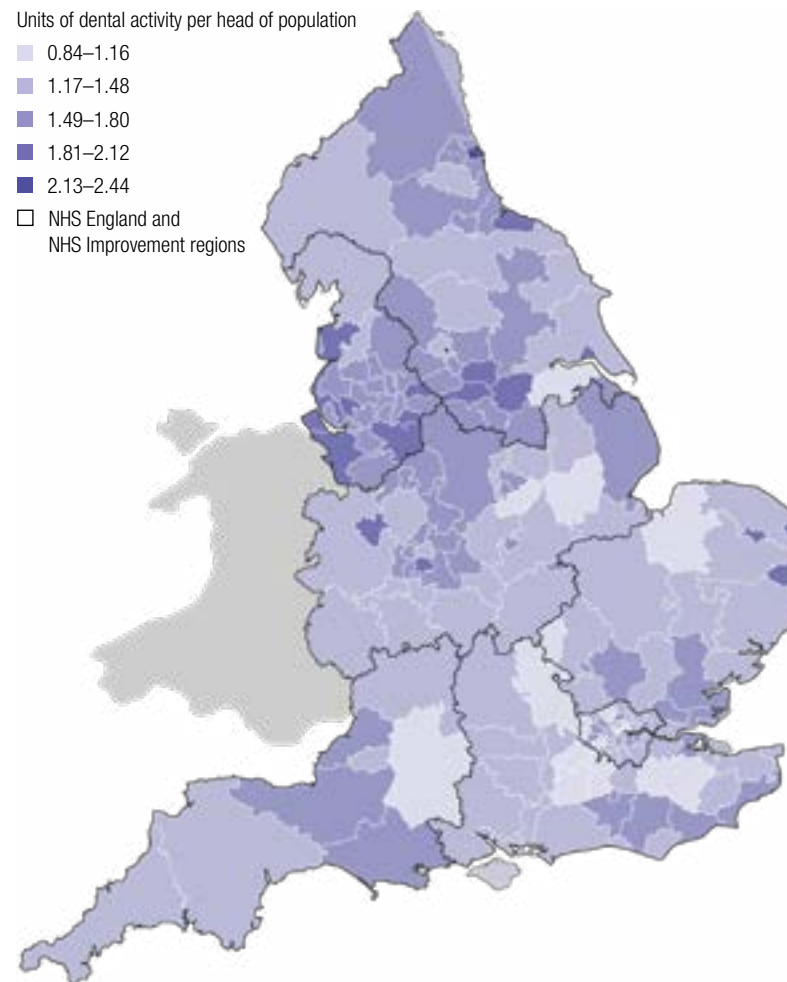 Units of dental activity per head of population
0.84–1.16
1.17–1.48
1.49–1.80
1.81–2.12
2.13–2.44
NHS England and
NHS Improvement regions